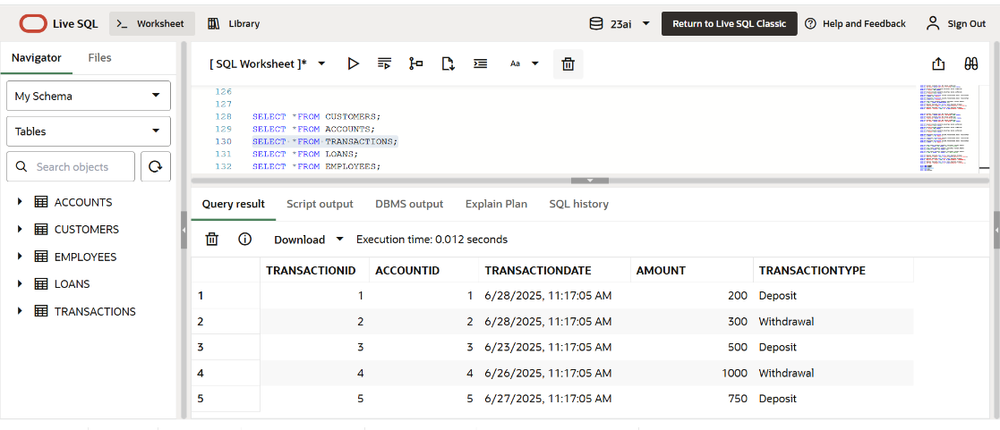 Live SQL
>_ Worksheet
Library
23ai
Return to Live SQL Classic
Help and Feedback
Sign Out
Navigator
Files
My Schema
Tables
Search objects
ACCOUNTS
CUSTOMERS
EMPLOYEES
LOANS
TRANSACTIONS
[ SQL Worksheet ]*
Aa
126
127
128 SELECT *FROM CUSTOMERS;
129 SELECT *FROM ACCOUNTS;
130 SELECT *FROM TRANSACTIONS;
131 SELECT *FROM LOANS;
132 SELECT *FROM EMPLOYEES;
Query result Script output DBMS output Explain Plan SQL history
Download Execution time: 0.012 seconds
TRANSACTIONID ACCOUNTID TRANSACTIONDATE AMOUNT TRANSACTIONTYPE
1 1 1 6/28/2025, 11:17:05 AM 200 Deposit
2 2 2 6/28/2025, 11:17:05 AM 300 Withdrawal
3 3 3 6/23/2025, 11:17:05 AM 500 Deposit
4 4 4 6/26/2025, 11:17:05 AM 1000 Withdrawal
5 5 5 6/27/2025, 11:17:05 AM 750 Deposit